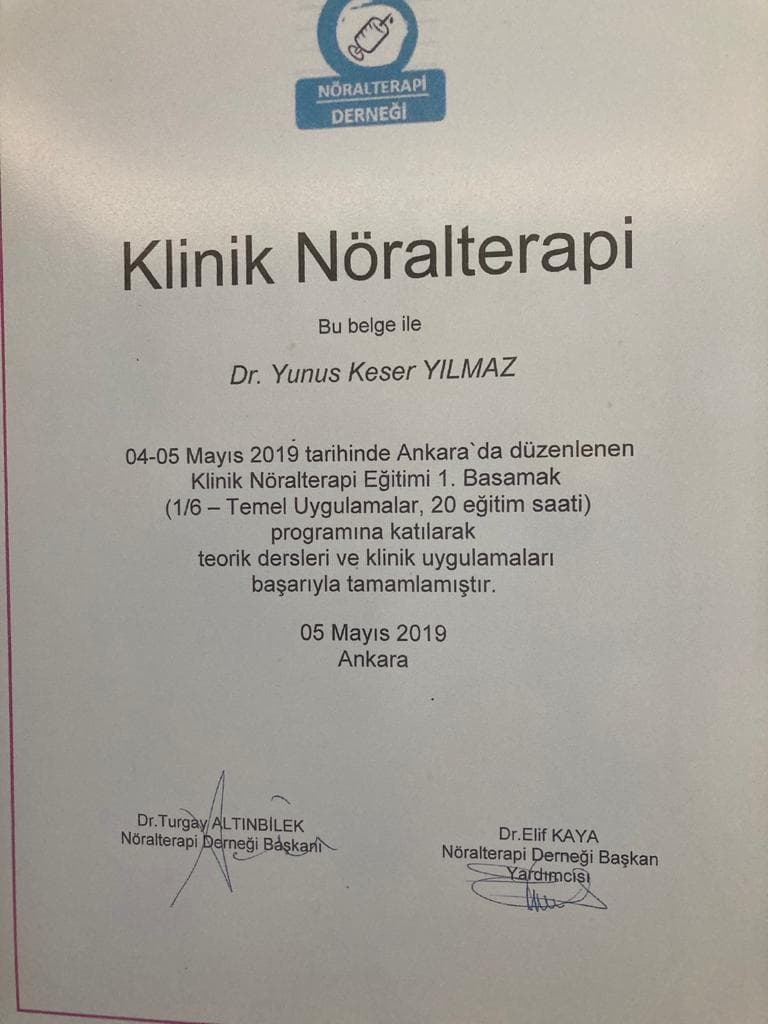 NÖRALTERAPİ
DERNEĞİ
Klinik Nöralterapi
Bu belge ile
Dr. Yunus Keser YILMAZ
04-05 Mayıs 2019 tarihinde Ankara`da düzenlenen
Klinik Nöralterapi Eğitimi 1. Basamak
(1/6 – Temel Uygulamalar, 20 eğitim saati)
programına katılarak
teorik dersleri ve klinik uygulamaları
başarıyla tamamlamıştır.
05 Mayıs 2019
Ankara
Dr.Turgay ALTINBİLEK
Nöralterapi Derneği Başkanı
Dr.Elif KAYA
Nöralterapi Derneği Başkan
Yardımcısı